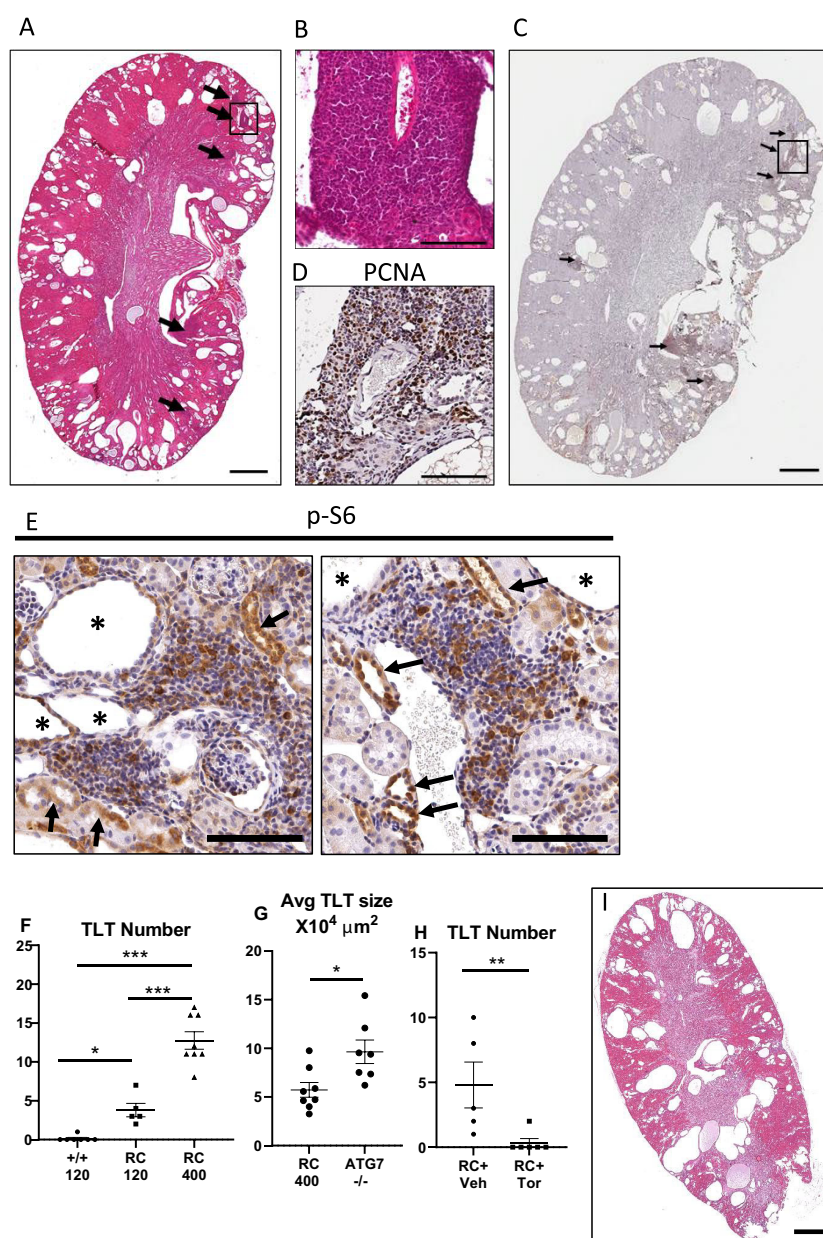 A
B
C
D
PCNA
E
p-S6
* * *
* *
F
TLT Number
25
20
15
10
5
0
***
***
*
+/+
120
RC
120
RC
400
G
Avg TLT size
X10⁴ μm²
20
15
10
5
0
*
RC
400
ATG7
-/-
H
TLT Number
15
10
5
0
**
RC+
Veh
RC+
Tor
I